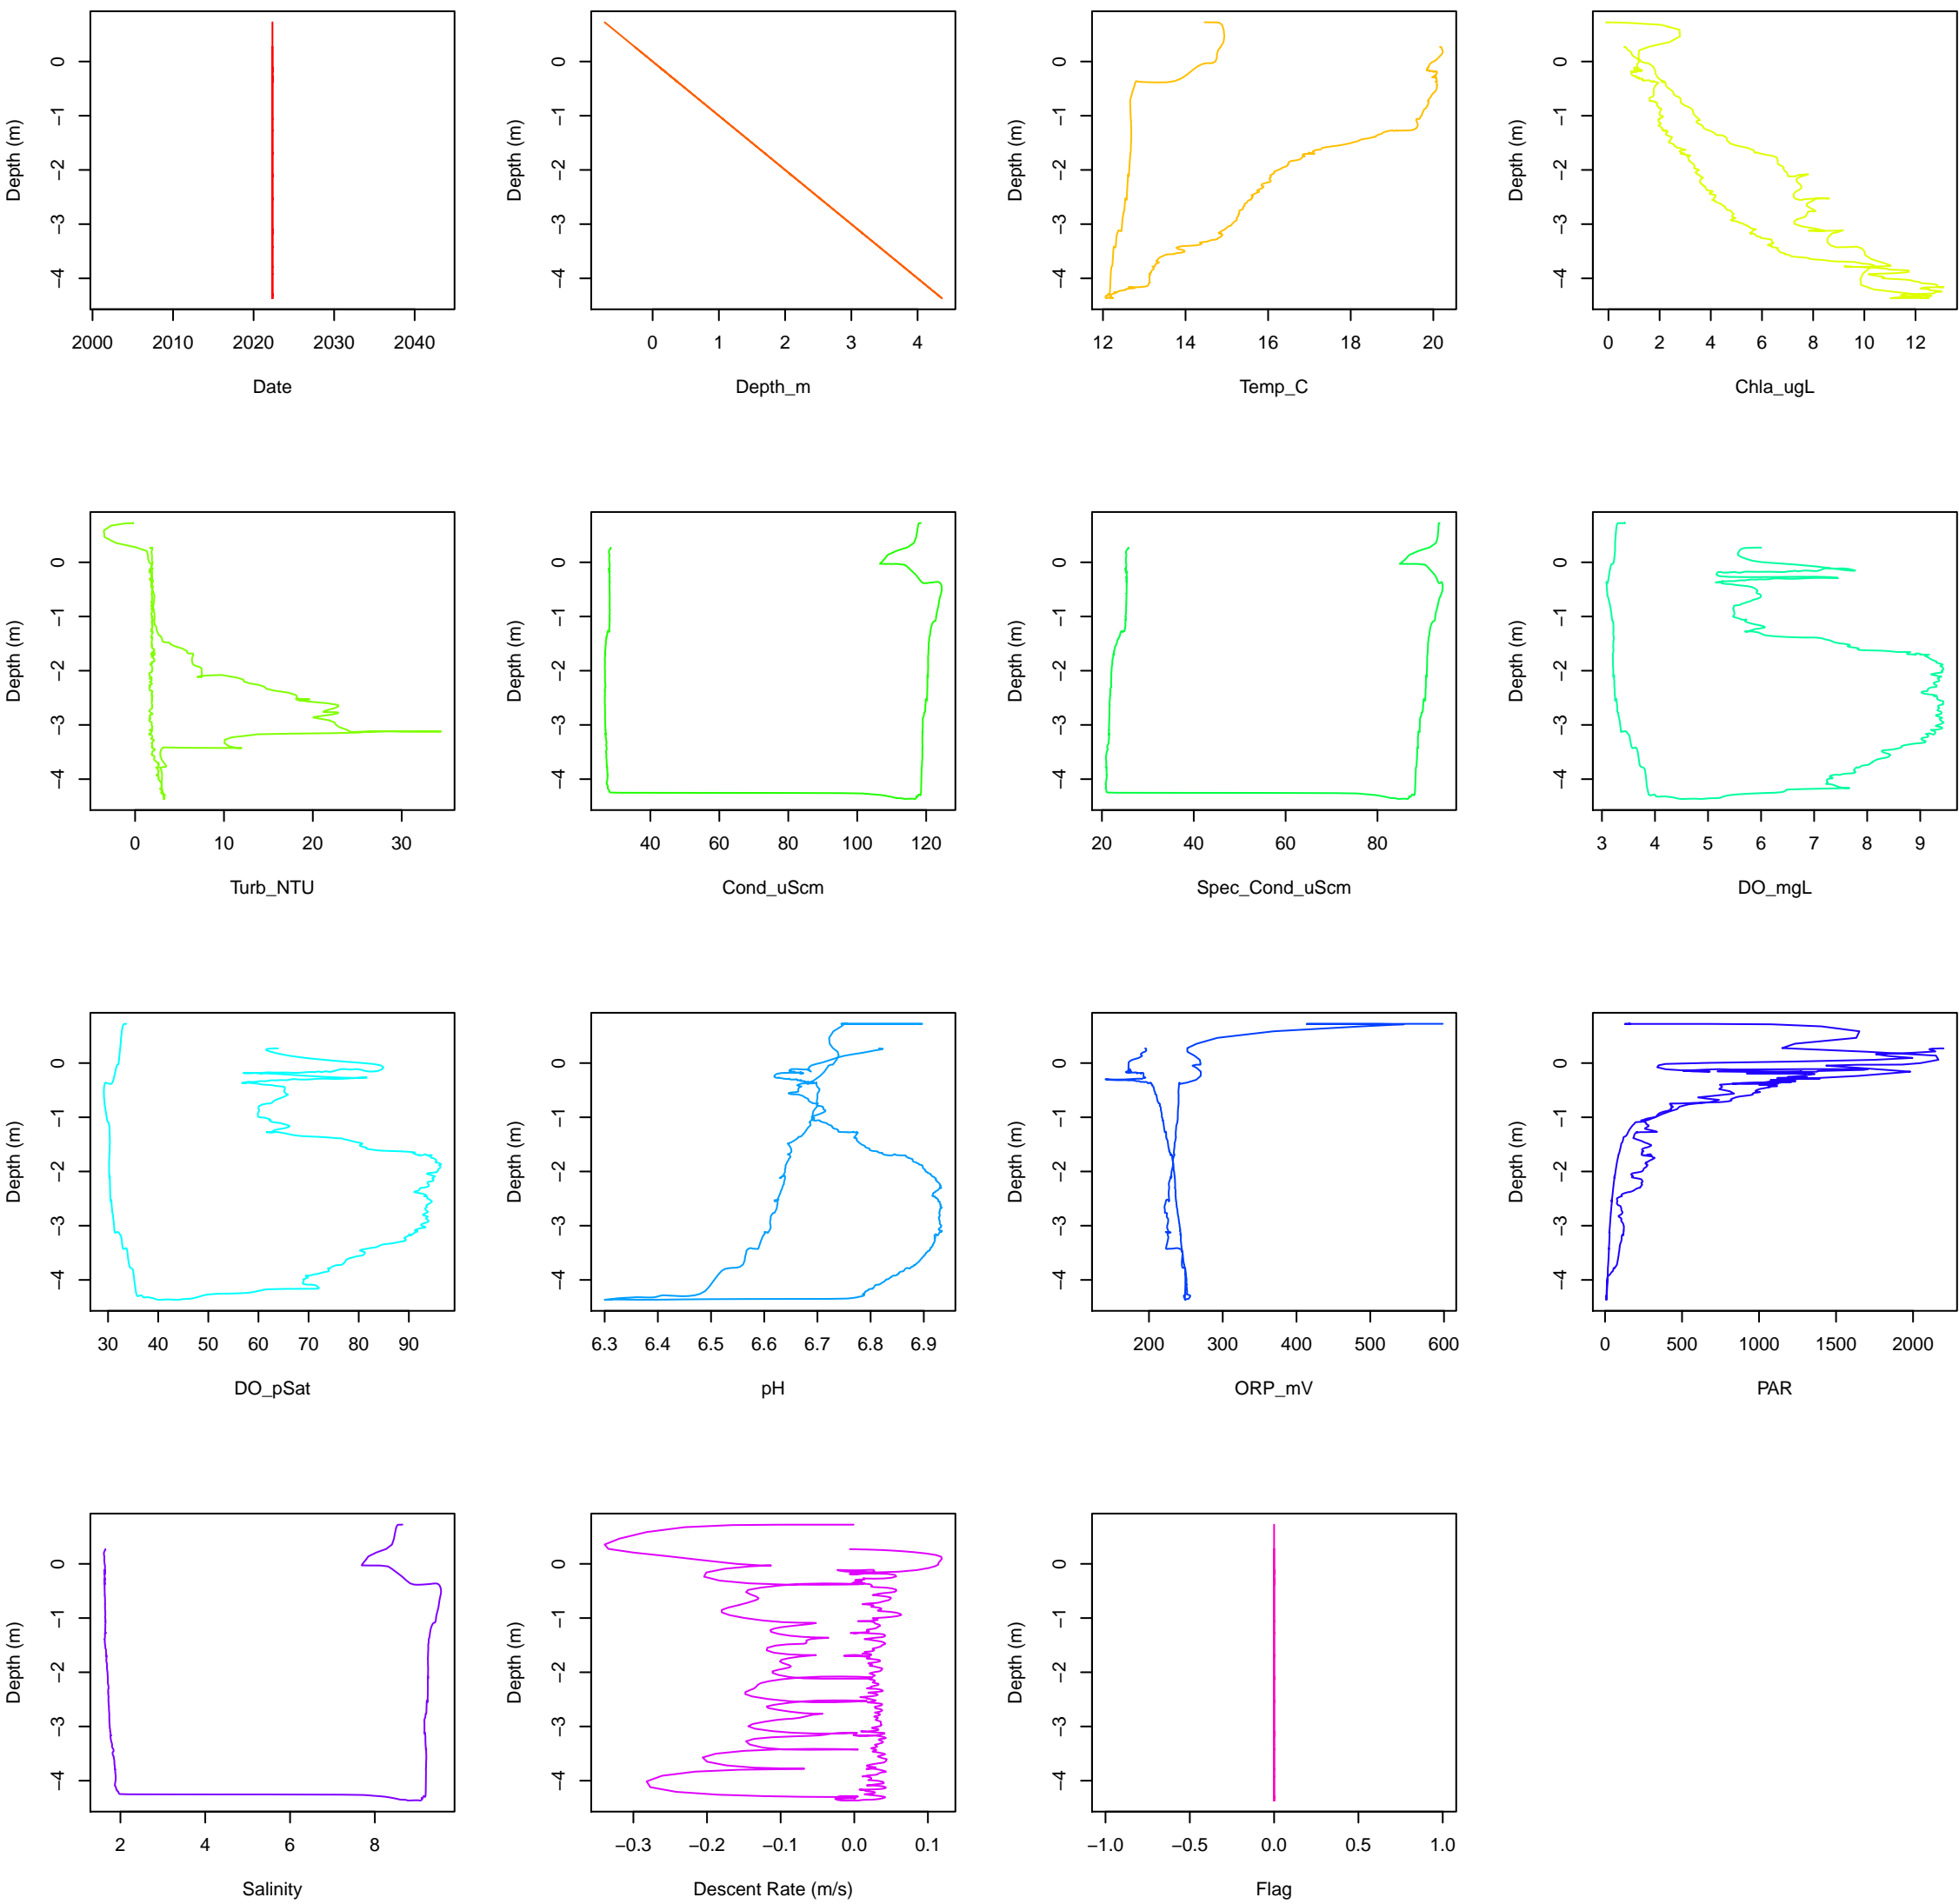 0 −1 −2 −3 −4
Depth (m)
2000 2010 2020 2030 2040
Date
0 −1 −2 −3 −4
Depth (m)
0 1 2 3 4
Depth_m
0 −1 −2 −3 −4
Depth (m)
12 14 16 18 20
Temp_C
0 −1 −2 −3 −4
Depth (m)
0 2 4 6 8 10 12
Chla_ugL
0 −1 −2 −3 −4
Depth (m)
0 10 20 30
Turb_NTU
0 −1 −2 −3 −4
Depth (m)
40 60 80 100 120
Cond_uScm
0 −1 −2 −3 −4
Depth (m)
20 40 60 80
Spec_Cond_uScm
0 −1 −2 −3 −4
Depth (m)
3 4 5 6 7 8 9
DO_mgL
0 −1 −2 −3 −4
Depth (m)
30 40 50 60 70 80 90
DO_pSat
0 −1 −2 −3 −4
Depth (m)
6.3 6.4 6.5 6.6 6.7 6.8 6.9
pH
0 −1 −2 −3 −4
Depth (m)
200 300 400 500 600
ORP_mV
0 −1 −2 −3 −4
Depth (m)
0 500 1000 1500 2000
PAR
0 −1 −2 −3 −4
Depth (m)
2 4 6 8
Salinity
0 −1 −2 −3 −4
Depth (m)
−0.3 −0.2 −0.1 0.0 0.1
Descent Rate (m/s)
0 −1 −2 −3 −4
Depth (m)
−1.0 −0.5 0.0 0.5 1.0
Flag